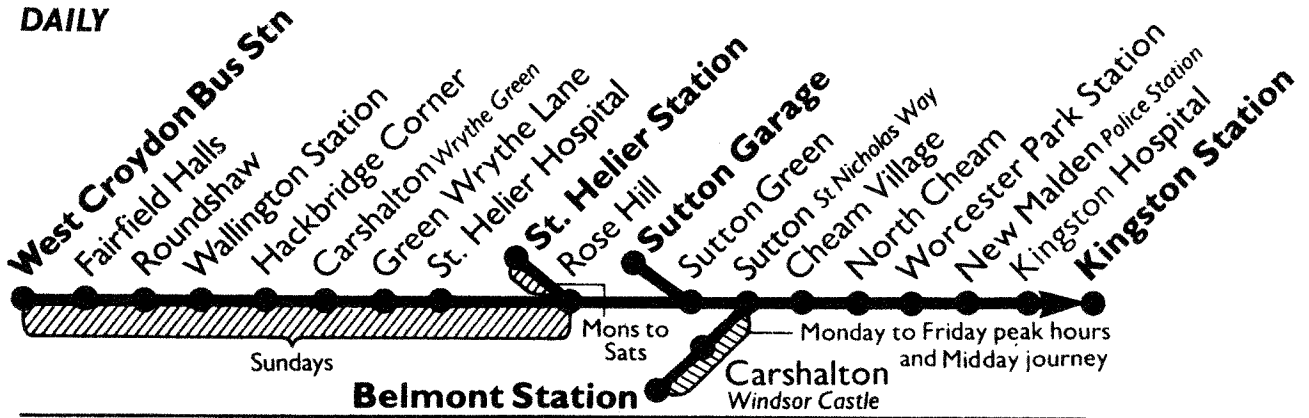 DAILY
West Croydon Bus Stn
Fairfield Halls
Roundshaw
Wallington Station
Hackbridge Corner
Carshalton Wrythe Green
Green Wrythe Lane
St. Helier Hospital
St. Helier Station
Rose Hill
Sutton Garage
Sutton Green
Sutton St Nicholas Way
Cheam Village
North Cheam
Worcester Park Station
New Malden Police Station
Kingston Hospital
Kingston Station
Sundays
Mons to
Sats
Monday to Friday peak hours
and Midday journey
Carshalton
Windsor Castle
Belmont Station